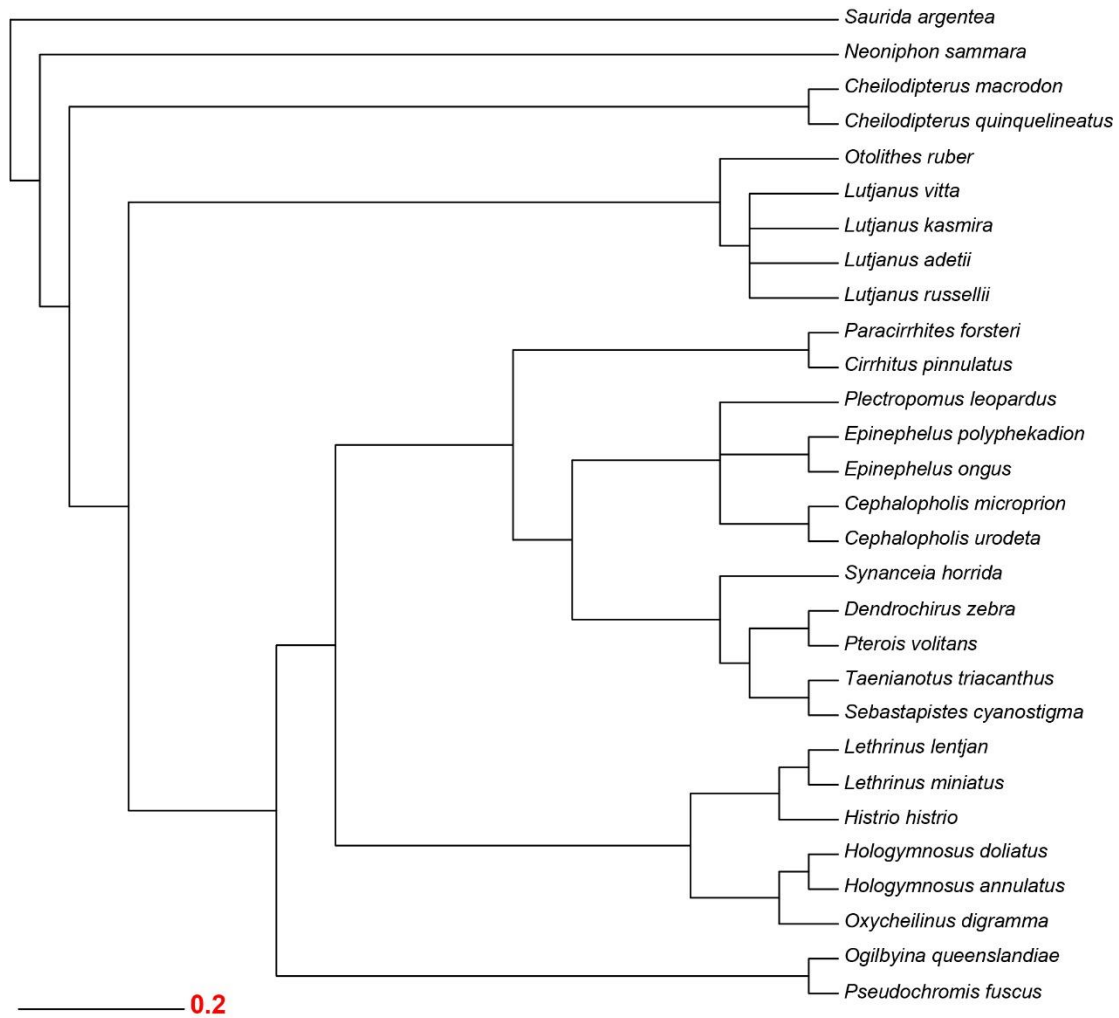 Saurida argentea
Neoniphon sammara
Cheilodipterus macrodon
Cheilodipterus quinquelineatus
Otolithes ruber
Lutjanus vitta
Lutjanus kasmira
Lutjanus adetii
Lutjanus russellii
Paracirrhites forsteri
Cirrhitus pinnulatus
Plectropomus leopardus
Epinephelus polyphekadion
Epinephelus ongus
Cephalopholis microprion
Cephalopholis urodeta
Synanceia horrida
Dendrochirus zebra
Pterois volitans
Taenianotus triacanthus
Sebastapistes cyanostigma
Lethrinus lentjan
Lethrinus miniatus
Histrio histrio
Hologymnosus doliatus
Hologymnosus annulatus
Oxycheilinus digramma
Ogilbyina queenslandiae
Pseudochromis fuscus
0.2